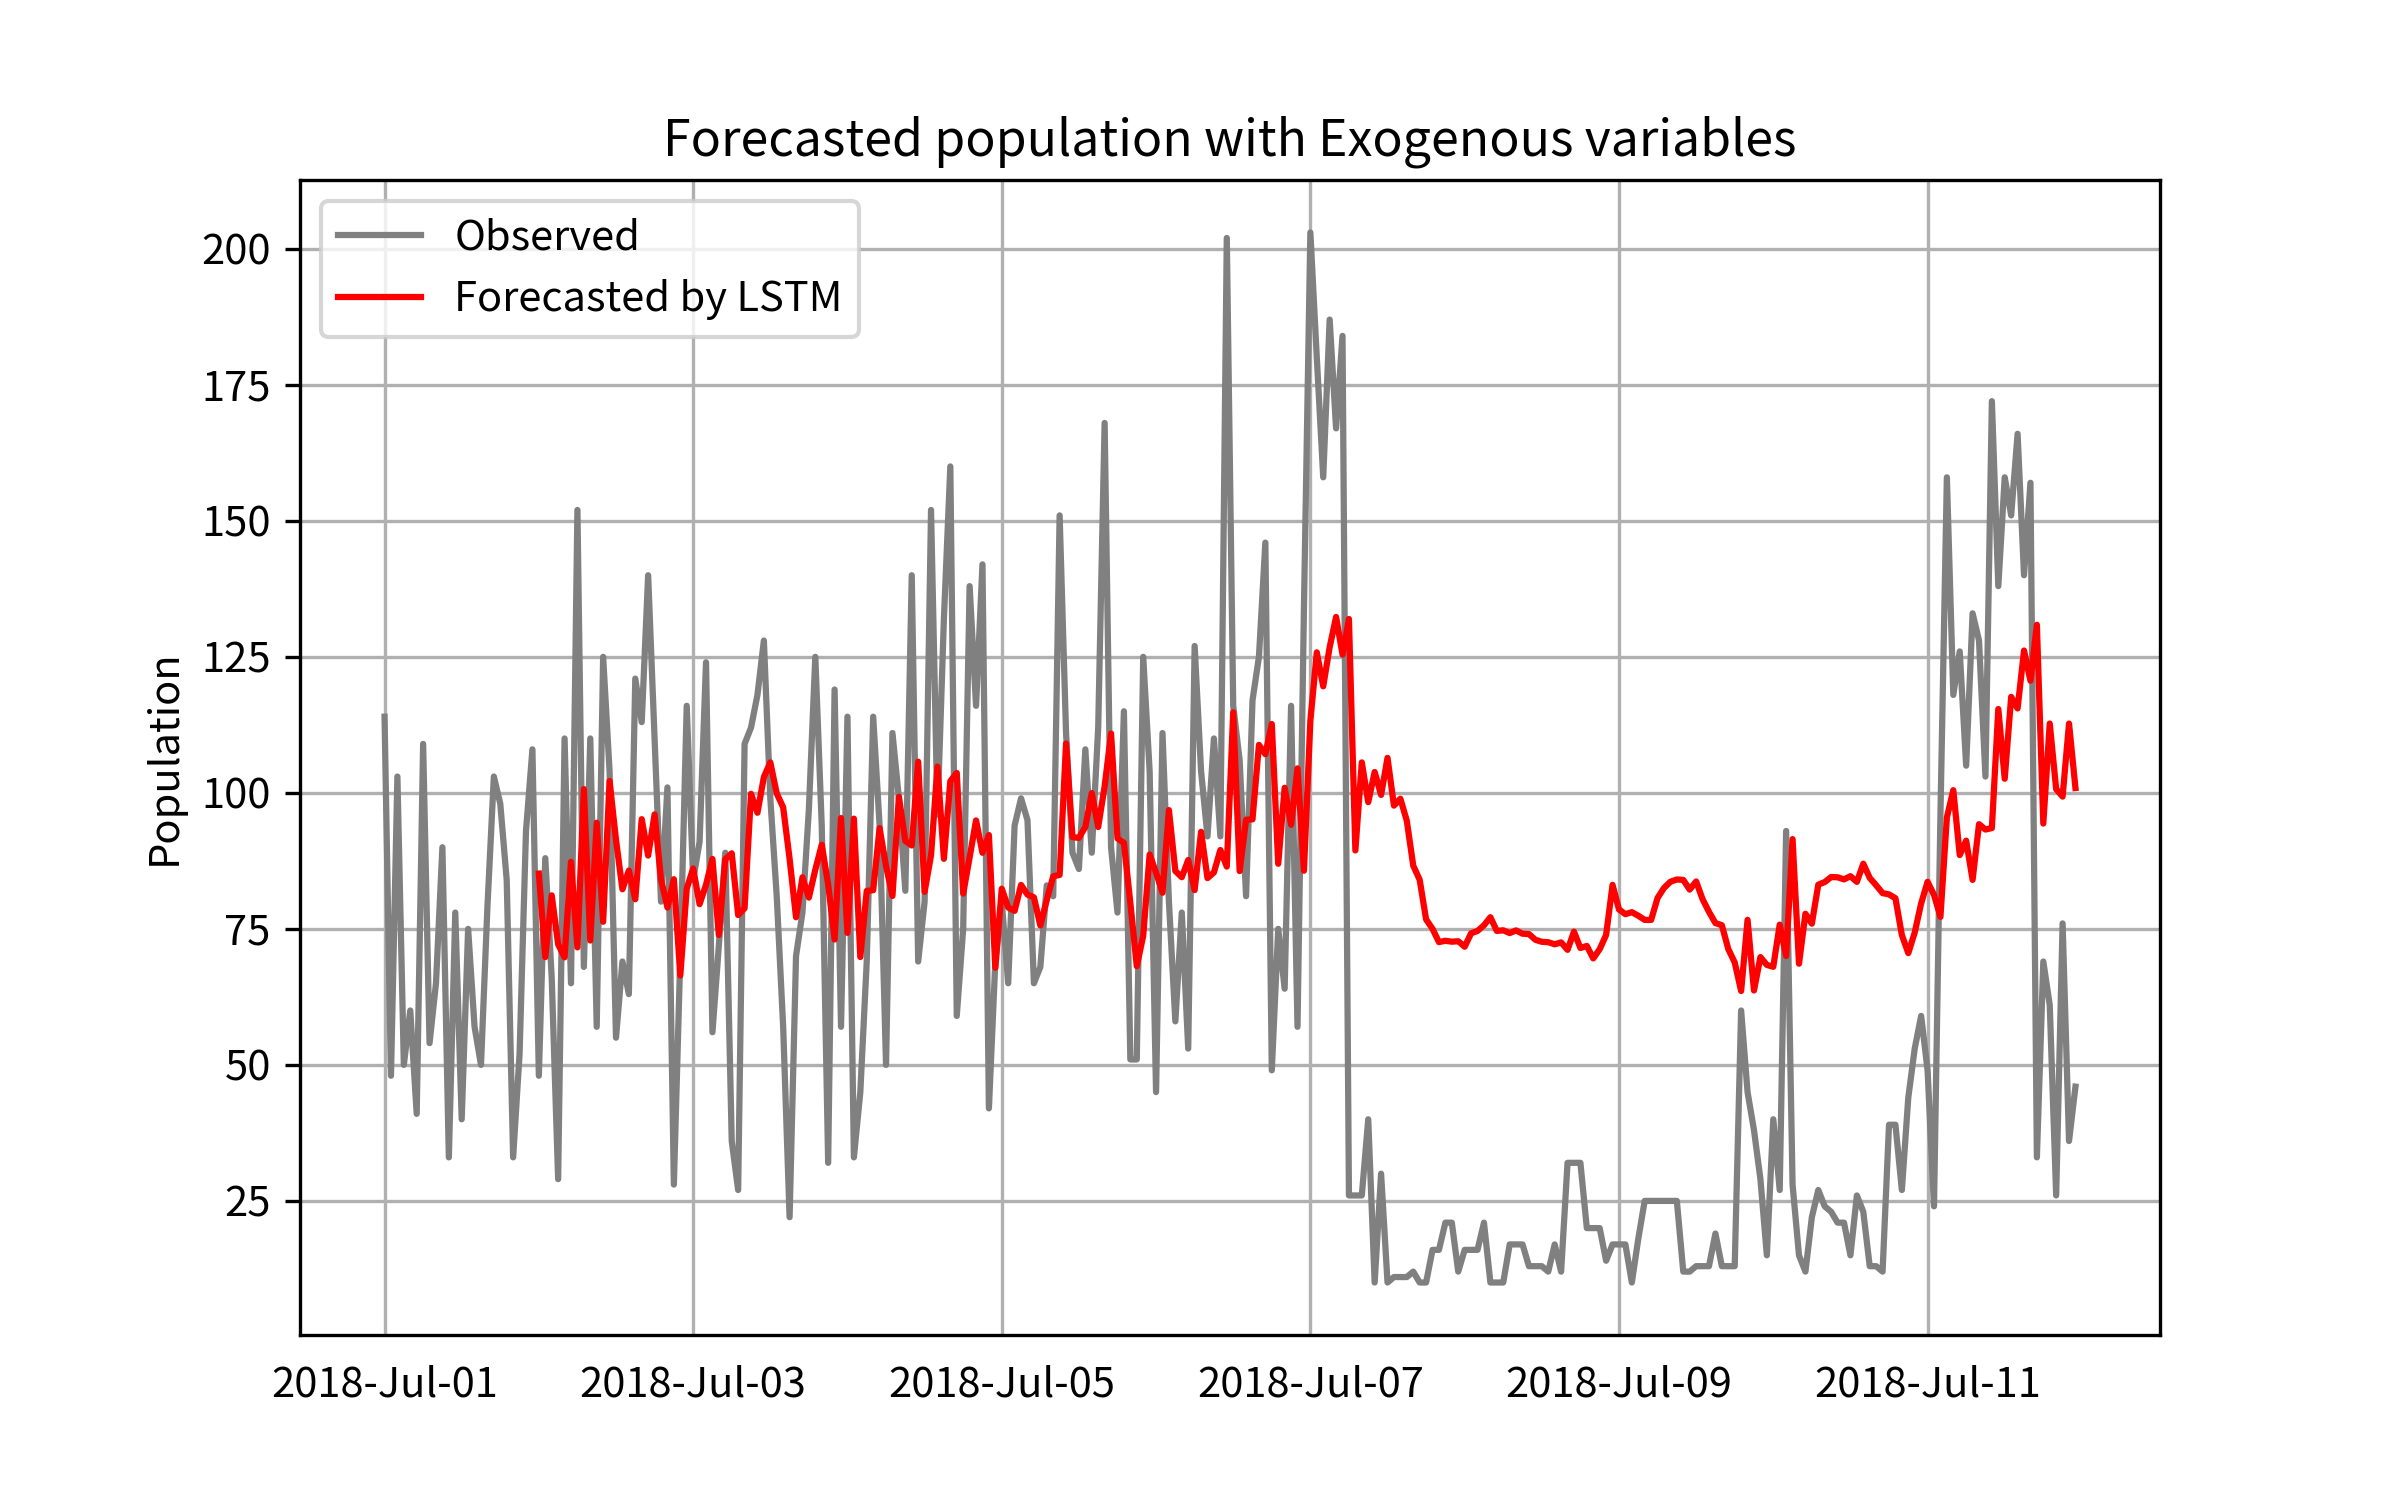 Forecasted population with Exogenous variables
Observed
Forecasted by LSTM
Population
200
175
150
125
100
75
50
25
2018-Jul-01
2018-Jul-03
2018-Jul-05
2018-Jul-07
2018-Jul-09
2018-Jul-11